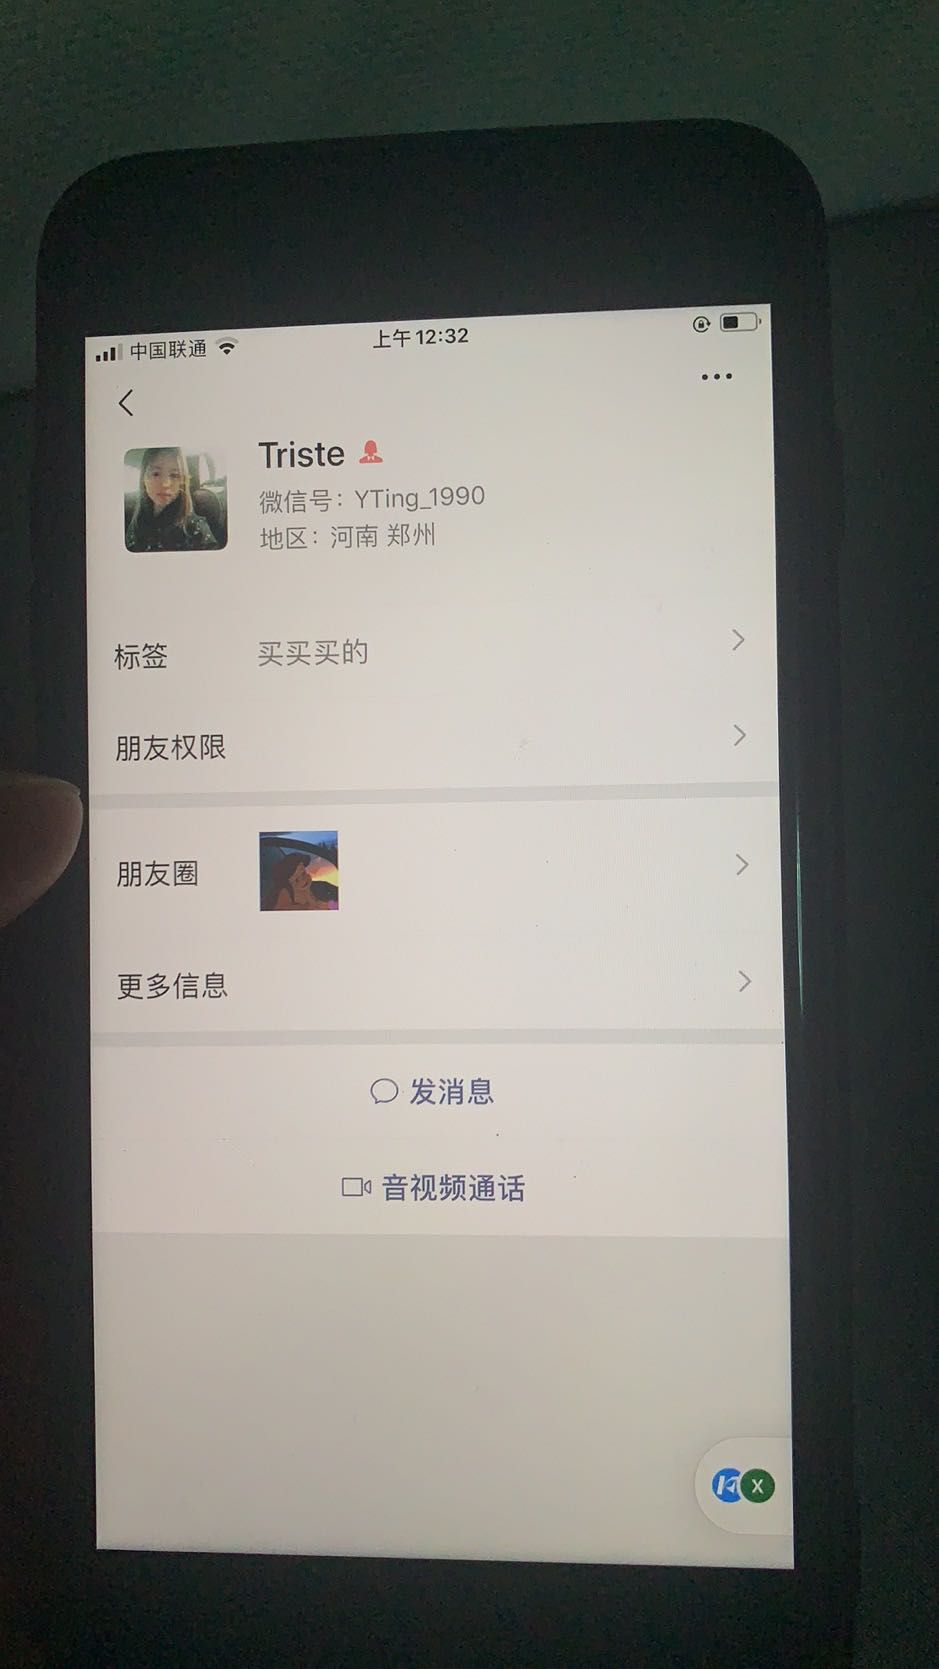 中国联通
上午12:32
Triste
微信号：YTing_1990
地区：河南 郑州
标签 买买买的
朋友权限
朋友圈
更多信息
发消息
音视频通话
X